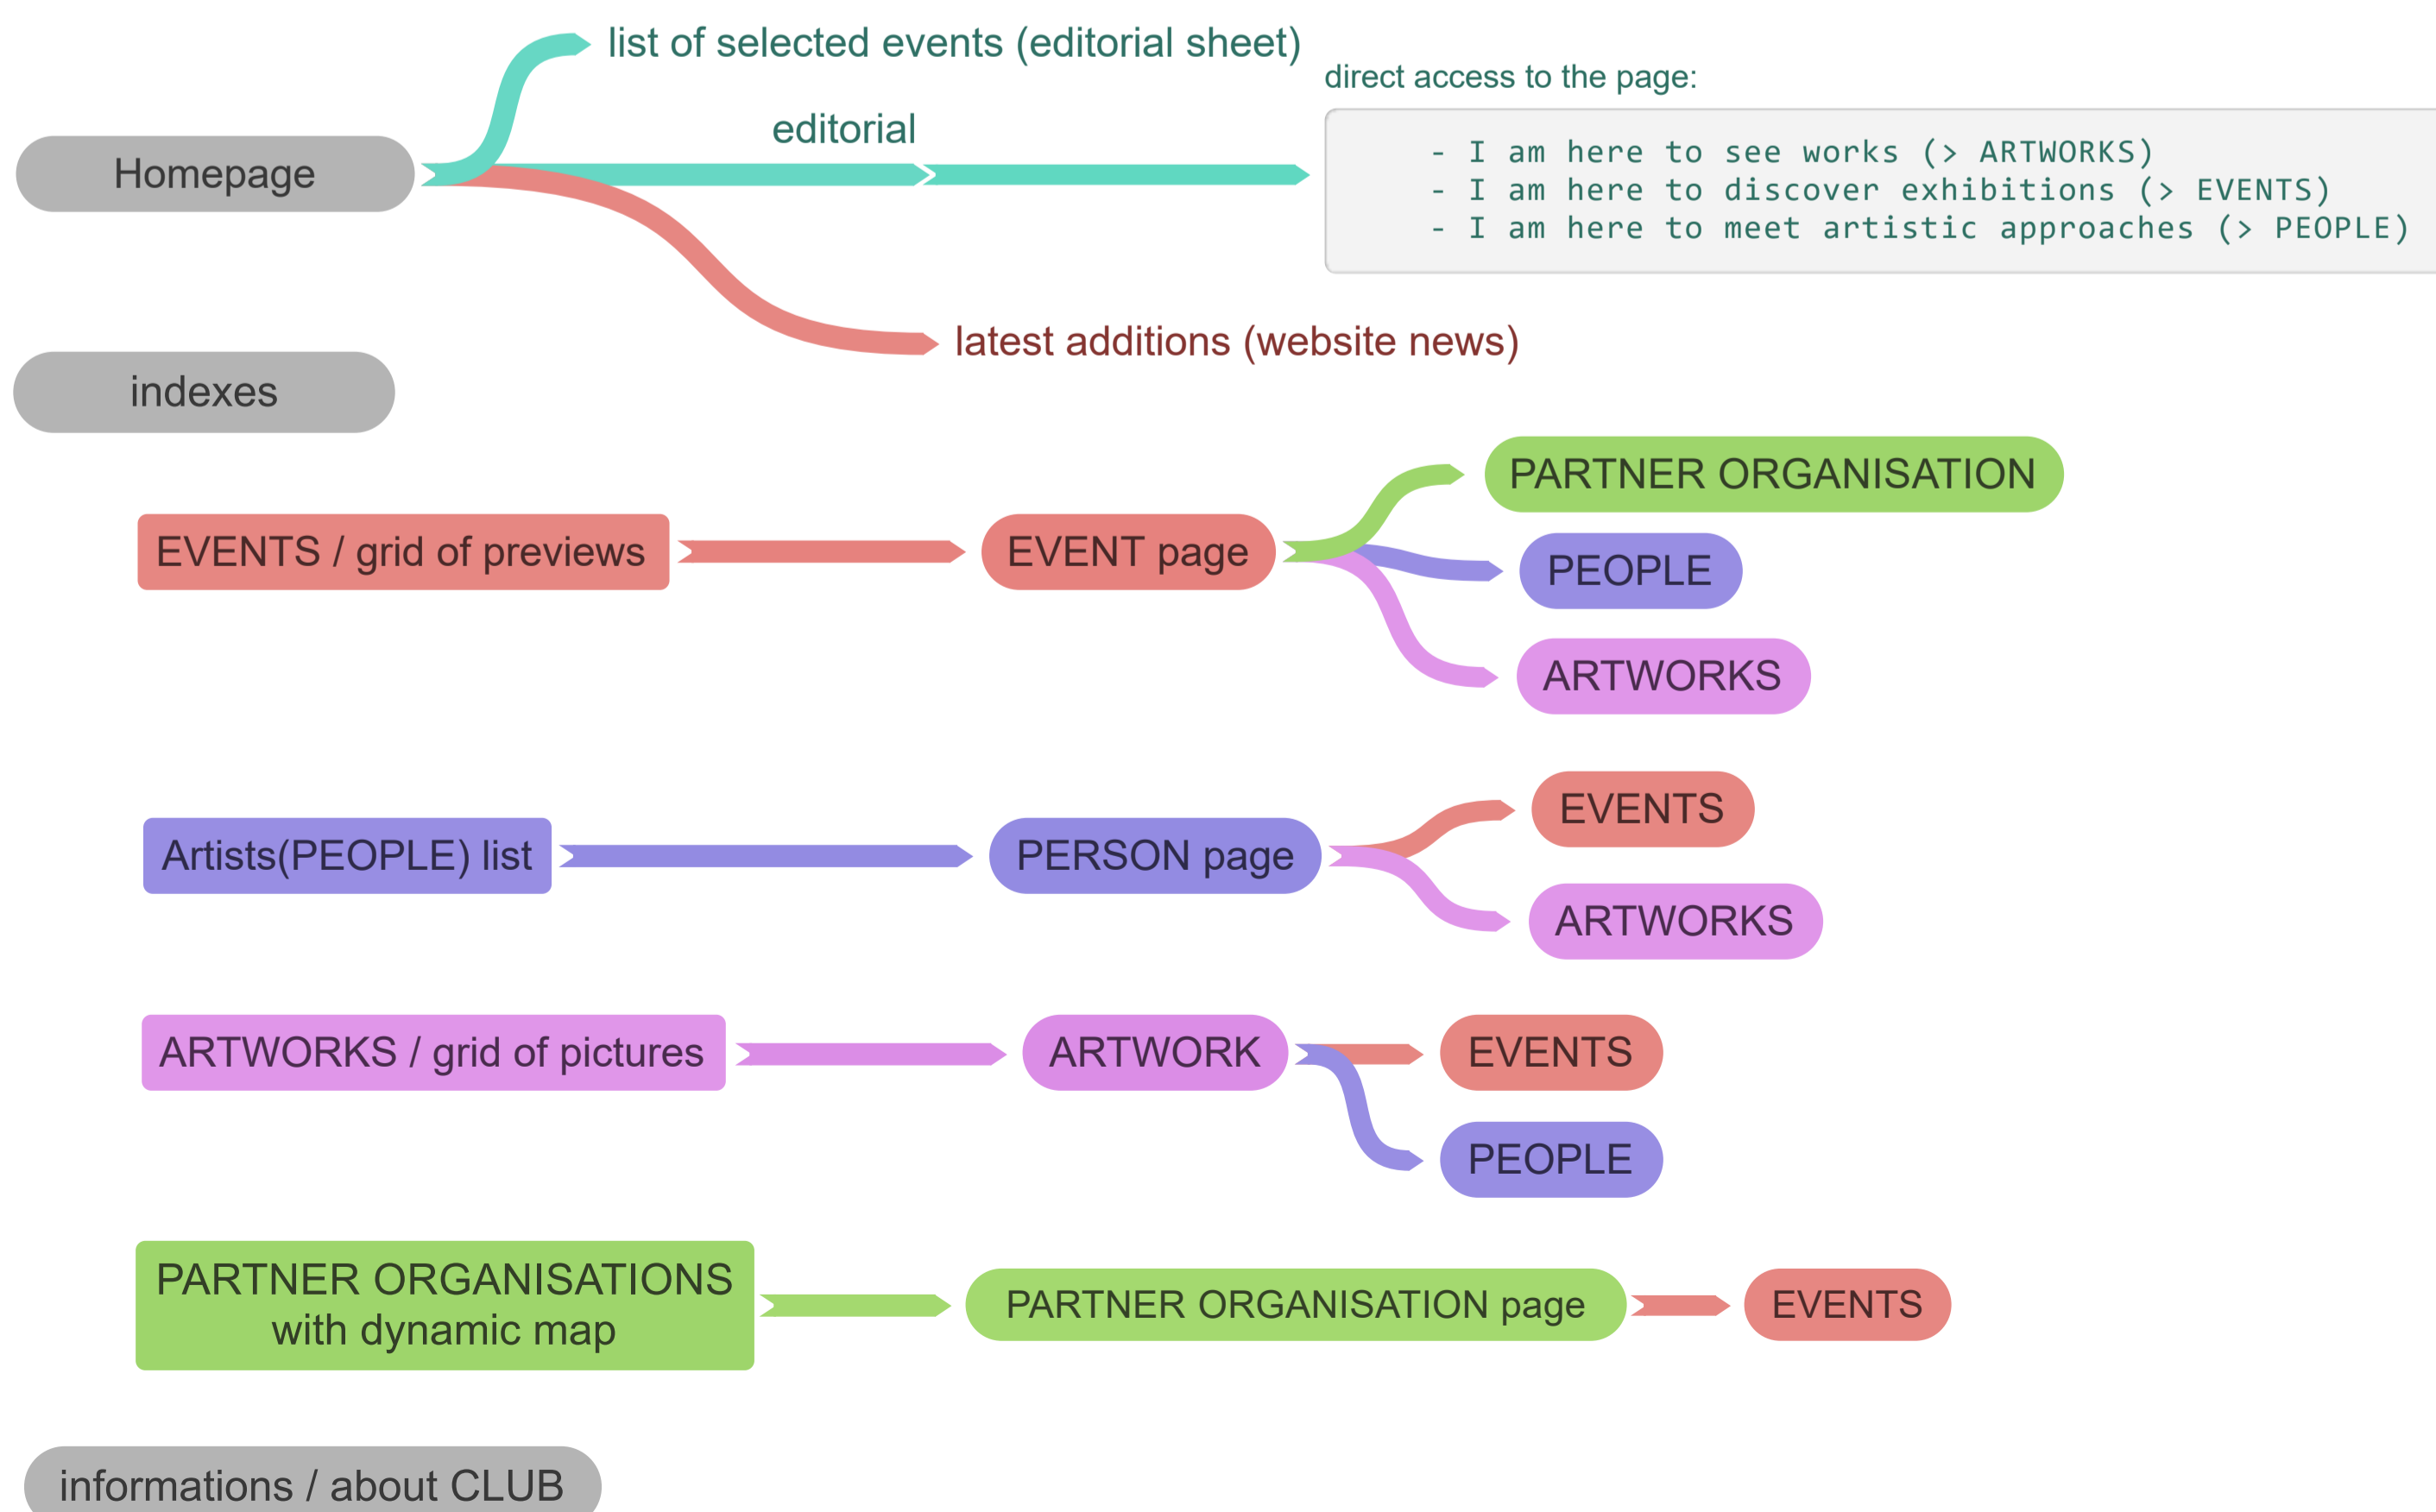 list of selected events (editorial sheet)
direct access to the page:
editorial
- I am here to see works (> ARTWORKS)
- I am here to discover exhibitions (> EVENTS)
- I am here to meet artistic approaches (> PEOPLE)
Homepage
latest additions (website news)
indexes
PARTNER ORGANISATION
EVENTS / grid of previews
EVENT page
PEOPLE
ARTWORKS
EVENTS
Artists(PEOPLE) list
PERSON page
ARTWORKS
ARTWORKS / grid of pictures
ARTWORK
EVENTS
PEOPLE
PARTNER ORGANISATIONS
with dynamic map
PARTNER ORGANISATION page
EVENTS
informations / about CLUB